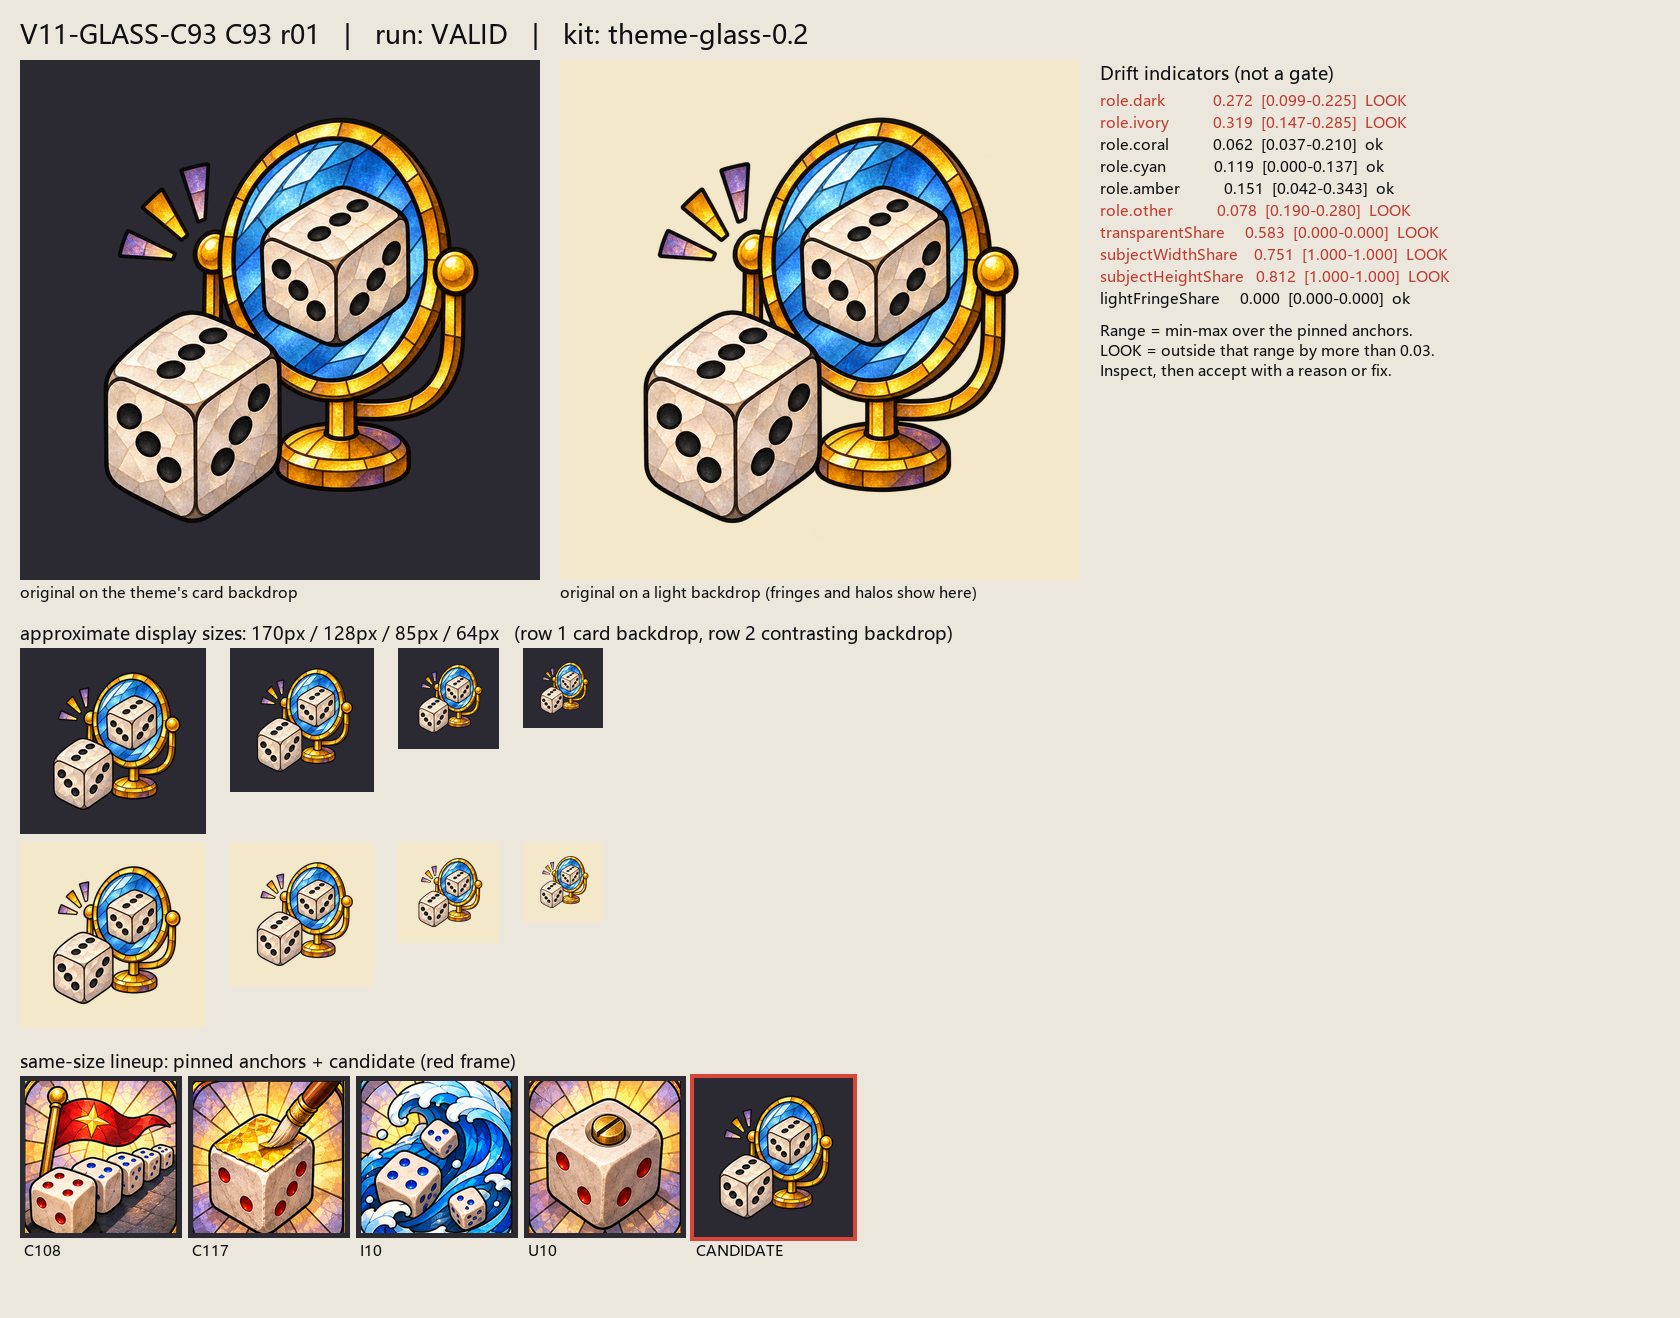 V11-GLASS-C93 C93 r01 | run: VALID | kit: theme-glass-0.2
Drift indicators (not a gate)
role.dark 0.272 [0.099-0.225] LOOK
role.ivory 0.319 [0.147-0.285] LOOK
role.coral 0.062 [0.037-0.210] ok
role.cyan 0.119 [0.000-0.137] ok
role.amber 0.151 [0.042-0.343] ok
role.other 0.078 [0.190-0.280] LOOK
transparentShare 0.583 [0.000-0.000] LOOK
subjectWidthShare 0.751 [1.000-1.000] LOOK
subjectHeightShare 0.812 [1.000-1.000] LOOK
lightFringeShare 0.000 [0.000-0.000] ok
Range = min-max over the pinned anchors.
LOOK = outside that range by more than 0.03.
Inspect, then accept with a reason or fix.
original on the theme's card backdrop
original on a light backdrop (fringes and halos show here)
approximate display sizes: 170px / 128px / 85px / 64px (row 1 card backdrop, row 2 contrasting backdrop)
same-size lineup: pinned anchors + candidate (red frame)
C108
C117
I10
U10
CANDIDATE